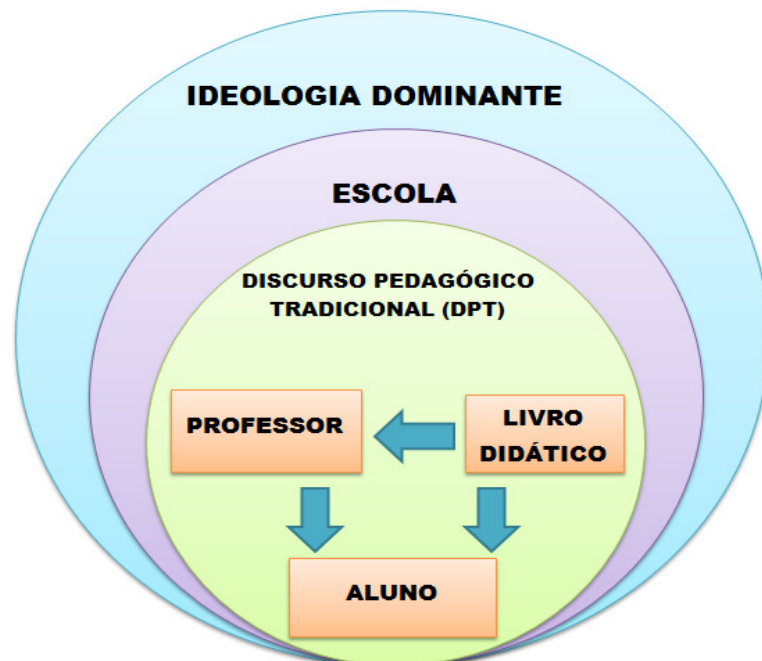 IDEOLOGIA DOMINANTE
ESCOLA
DISCURSO PEDAGÓGICO
TRADICIONAL (DPT)
PROFESSOR
LIVRO
DIDÁTICO
ALUNO